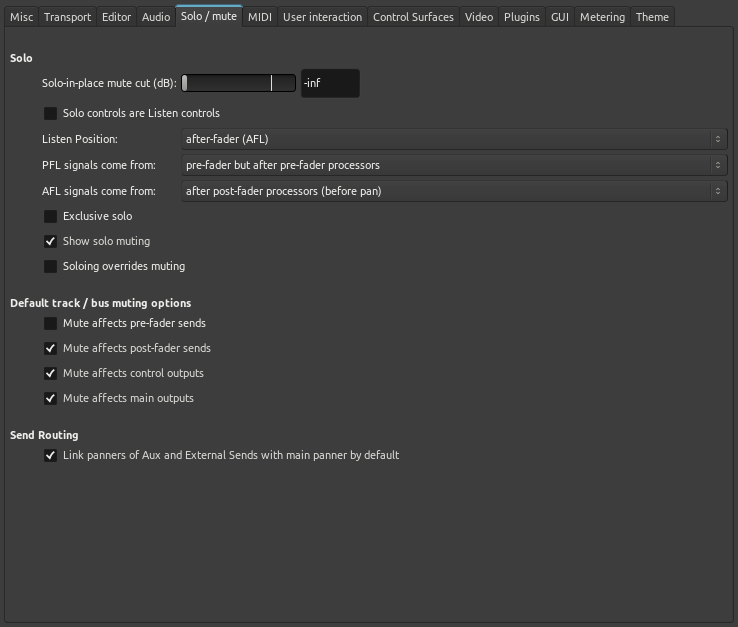 Misc Transport Editor Audio Solo / mute MIDI User interaction Control Surfaces Video Plugins GUI Metering Theme
Solo
Solo-in-place mute cut (dB): -inf
Solo controls are Listen controls
Listen Position: after-fader (AFL)
PFL signals come from: pre-fader but after pre-fader processors
AFL signals come from: after post-fader processors (before pan)
Exclusive solo
Show solo muting
Soloing overrides muting
Default track / bus muting options
Mute affects pre-fader sends
Mute affects post-fader sends
Mute affects control outputs
Mute affects main outputs
Send Routing
Link panners of Aux and External Sends with main panner by default